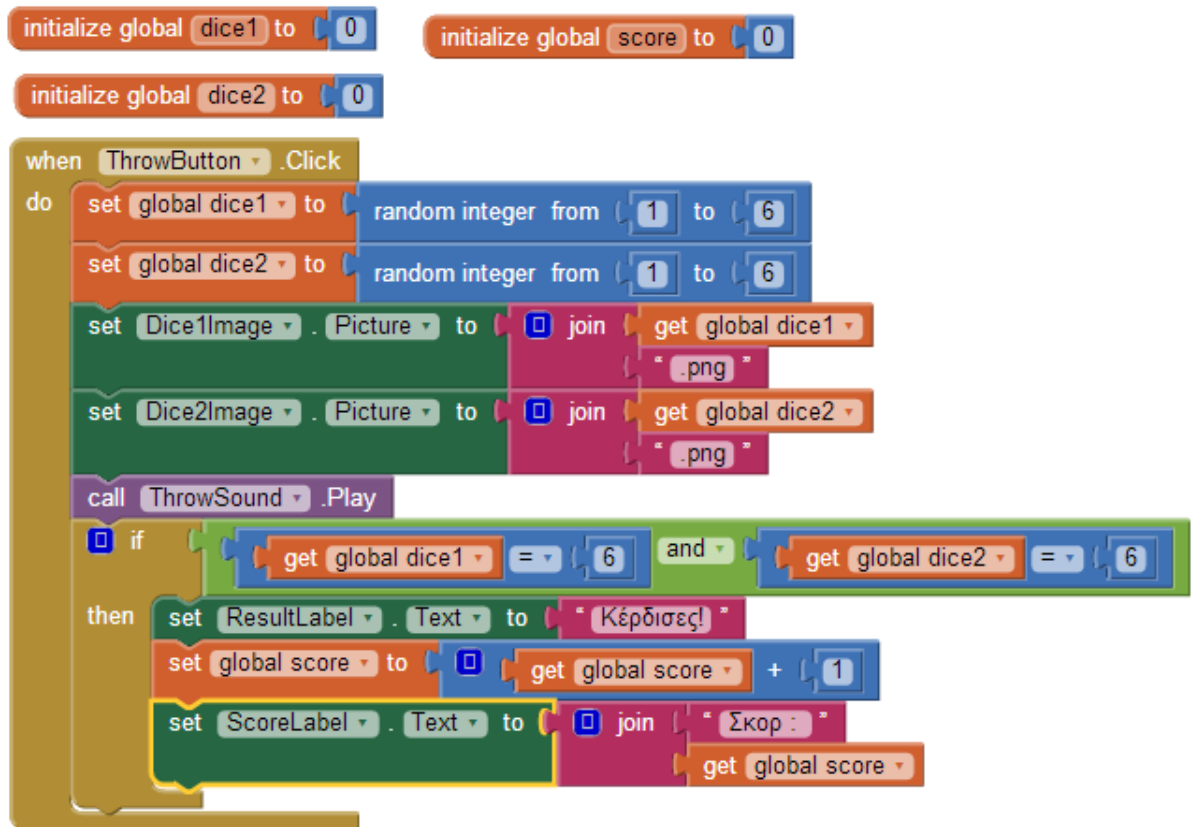 initialize global dice1 to 0
initialize global score to 0
initialize global dice2 to 0
when ThrowButton .Click
do set global dice1 to random integer from 1 to 6
set global dice2 to random integer from 1 to 6
set Dice1Image . Picture to join get global dice1
" .png "
set Dice2Image . Picture to join get global dice2
" .png "
call ThrowSound .Play
if get global dice1 = 6 and get global dice2 = 6
then set ResultLabel . Text to " Κέρδισες! "
set global score to get global score + 1
set ScoreLabel . Text to join " Σκορ : "
get global score